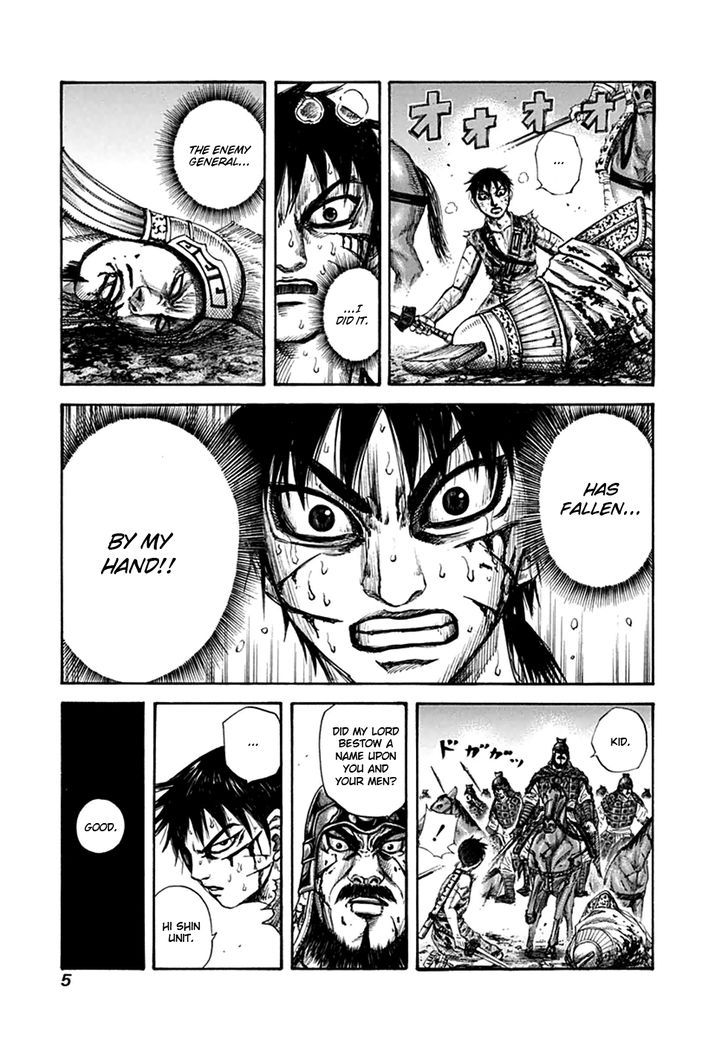 ...
オオオオ
...I
DID IT.
THE ENEMY
GENERAL...
HAS
FALLEN...
BY MY
HAND!!
KID.
ドガガッ
!
DID MY LORD
BESTOW A
NAME UPON
YOU AND
YOUR MEN?
...
HI SHIN
UNIT.
GOOD.
5